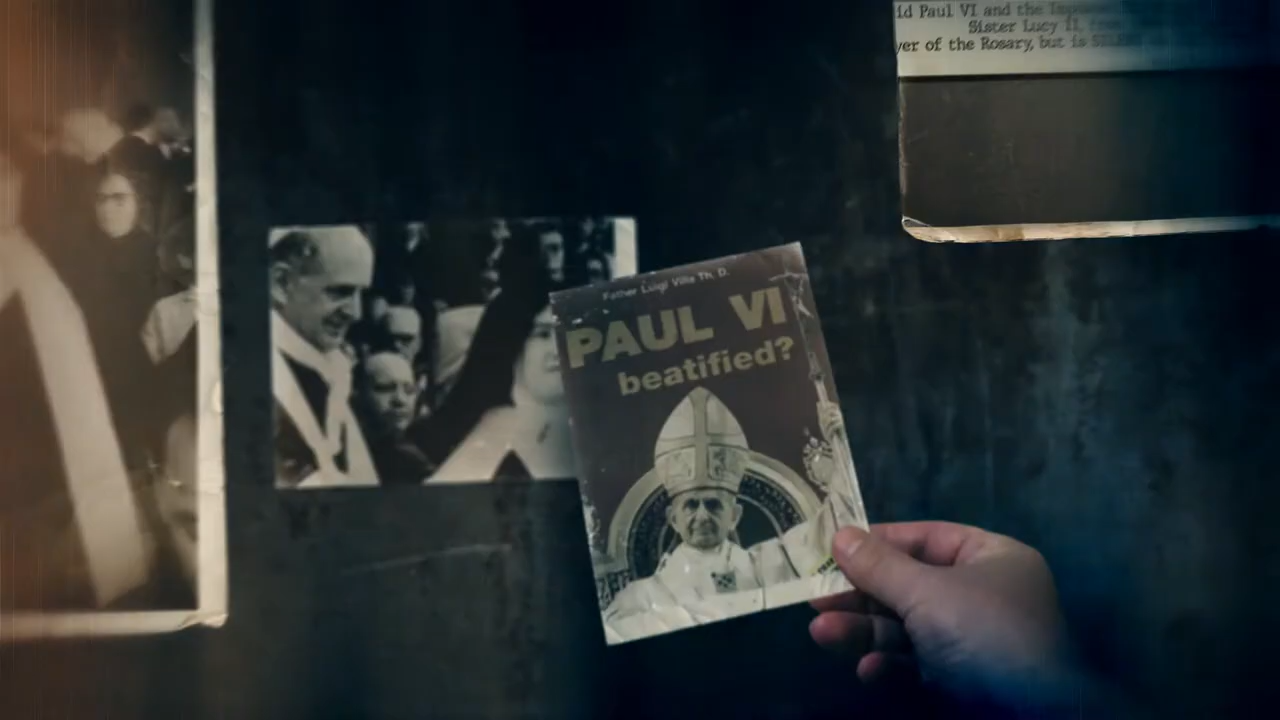 id Paul VI and the
Sister Lucy II,
yer of the Rosary, but is
Father Luigi Villa Th. D.
PAUL VI
beatified?